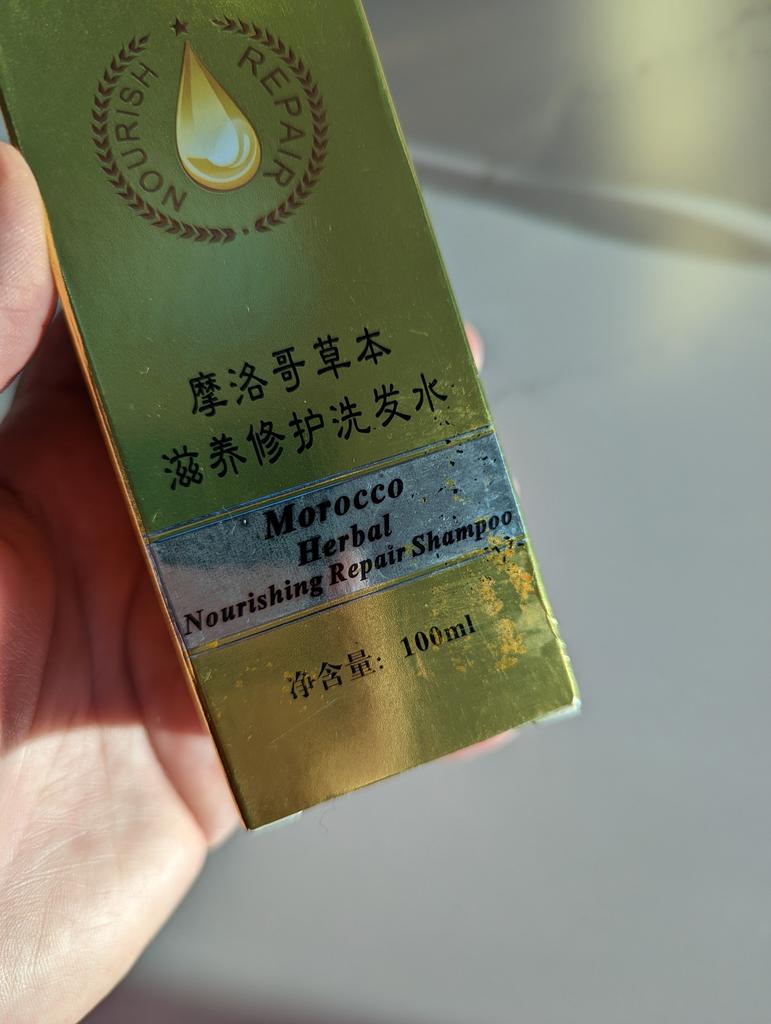 NOURISH REPAIR
摩洛哥草本
滋养修护洗发水
Morocco
Herbal
Nourishing Repair Shampoo
净含量: 100ml